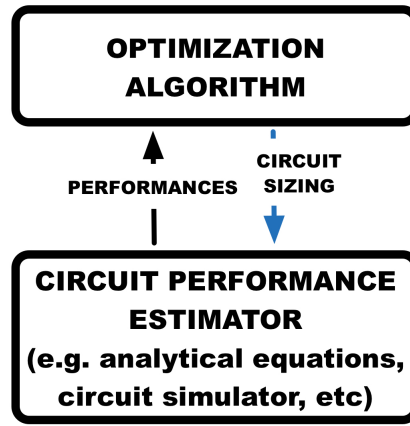 OPTIMIZATION
ALGORITHM
PERFORMANCES
CIRCUIT
SIZING
CIRCUIT PERFORMANCE
ESTIMATOR
(e.g. analytical equations,
circuit simulator, etc)